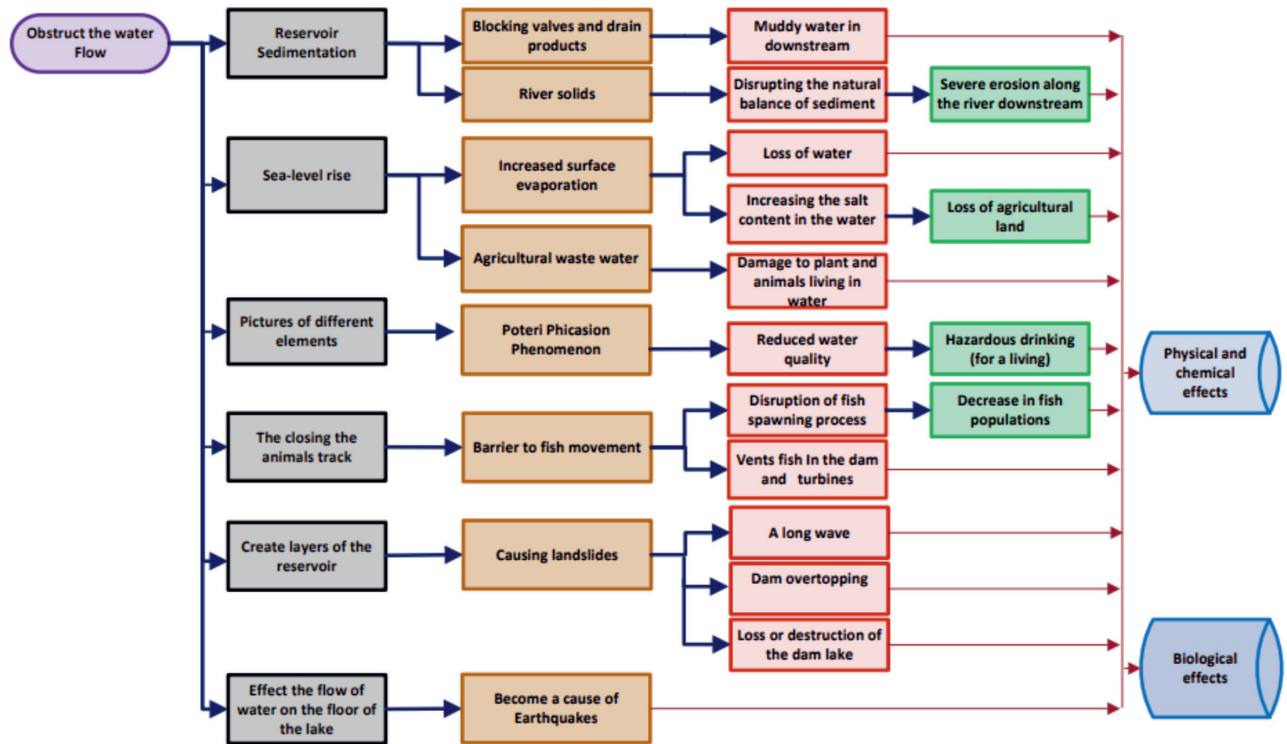 Obstruct the water
Flow
Reservoir
Sedimentation
Blocking valves and drain
products
Muddy water in
downstream
River solids
Disrupting the natural
balance of sediment
Severe erosion along
the river downstream
Sea-level rise
Increased surface
evaporation
Loss of water
Increasing the salt
content in the water
Loss of agricultural
land
Agricultural waste water
Damage to plant and
animals living in
water
Pictures of different
elements
Poteri Phicasion
Phenomenon
Reduced water
quality
Hazardous drinking
(for a living)
Physical and
chemical
effects
The closing the
animals track
Barrier to fish movement
Disruption of fish
spawning process
Decrease in fish
populations
Vents fish In the dam
and turbines
Create layers of the
reservoir
Causing landslides
A long wave
Dam overtopping
Loss or destruction of
the dam lake
Biological
effects
Effect the flow of
water on the floor of
the lake
Become a cause of
Earthquakes